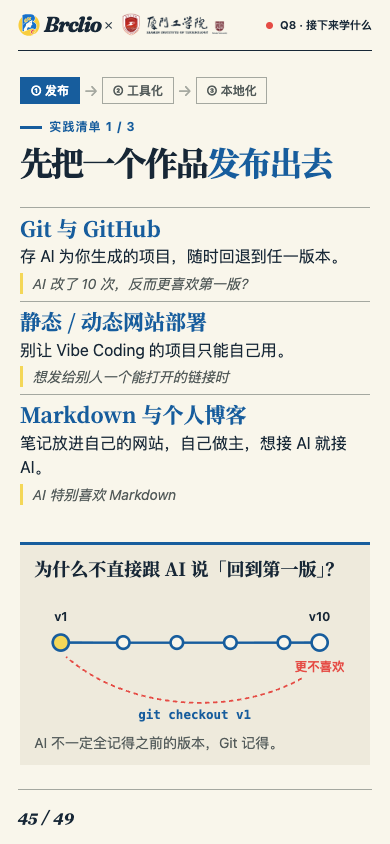 Brclio × 厦门工学院
XIAMEN INSTITUTE OF TECHNOLOGY
Q8 · 接下来学什么
① 发布 → ② 工具化 → ③ 本地化
实践清单 1 / 3
先把一个作品发布出去
Git 与 GitHub
存 AI 为你生成的项目，随时回退到任一版本。
AI 改了 10 次，反而更喜欢第一版？
静态 / 动态网站部署
别让 Vibe Coding 的项目只能自己用。
想发给别人一个能打开的链接时
Markdown 与个人博客
笔记放进自己的网站，自己做主，想接 AI 就接
AI。
AI 特别喜欢 Markdown
为什么不直接跟 AI 说「回到第一版」？
v1
v10
更不喜欢
git checkout v1
AI 不一定全记得之前的版本，Git 记得。
45 / 49